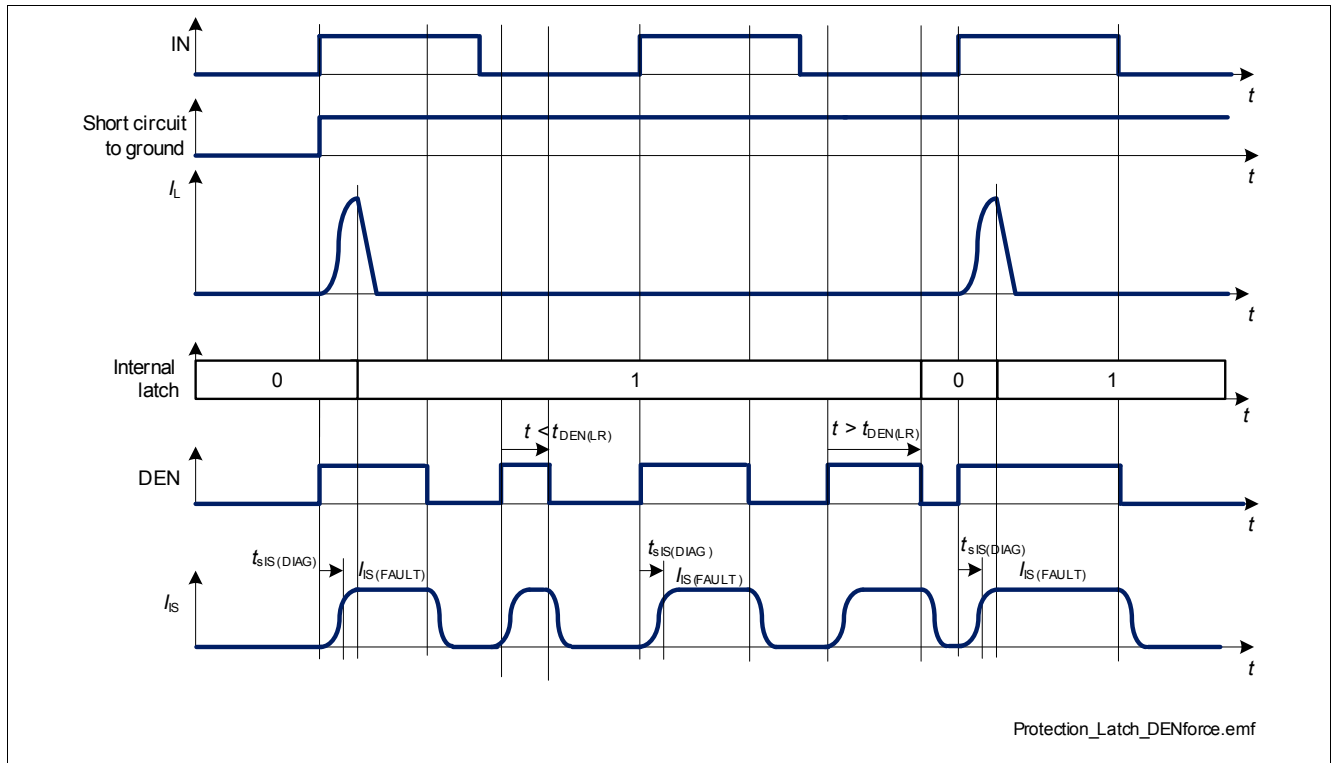 IN
t
Short circuit
to ground
t
IL
t
Internal
latch
0
1
0
1
t
t < tDEN(LR)
t > tDEN(LR)
DEN
t
tsIS(DIAG)
IIS(FAULT)
tsIS(DIAG)
IIS(FAULT)
tsIS(DIAG)
IIS(FAULT)
IIS
t
Protection_Latch_DENforce.emf